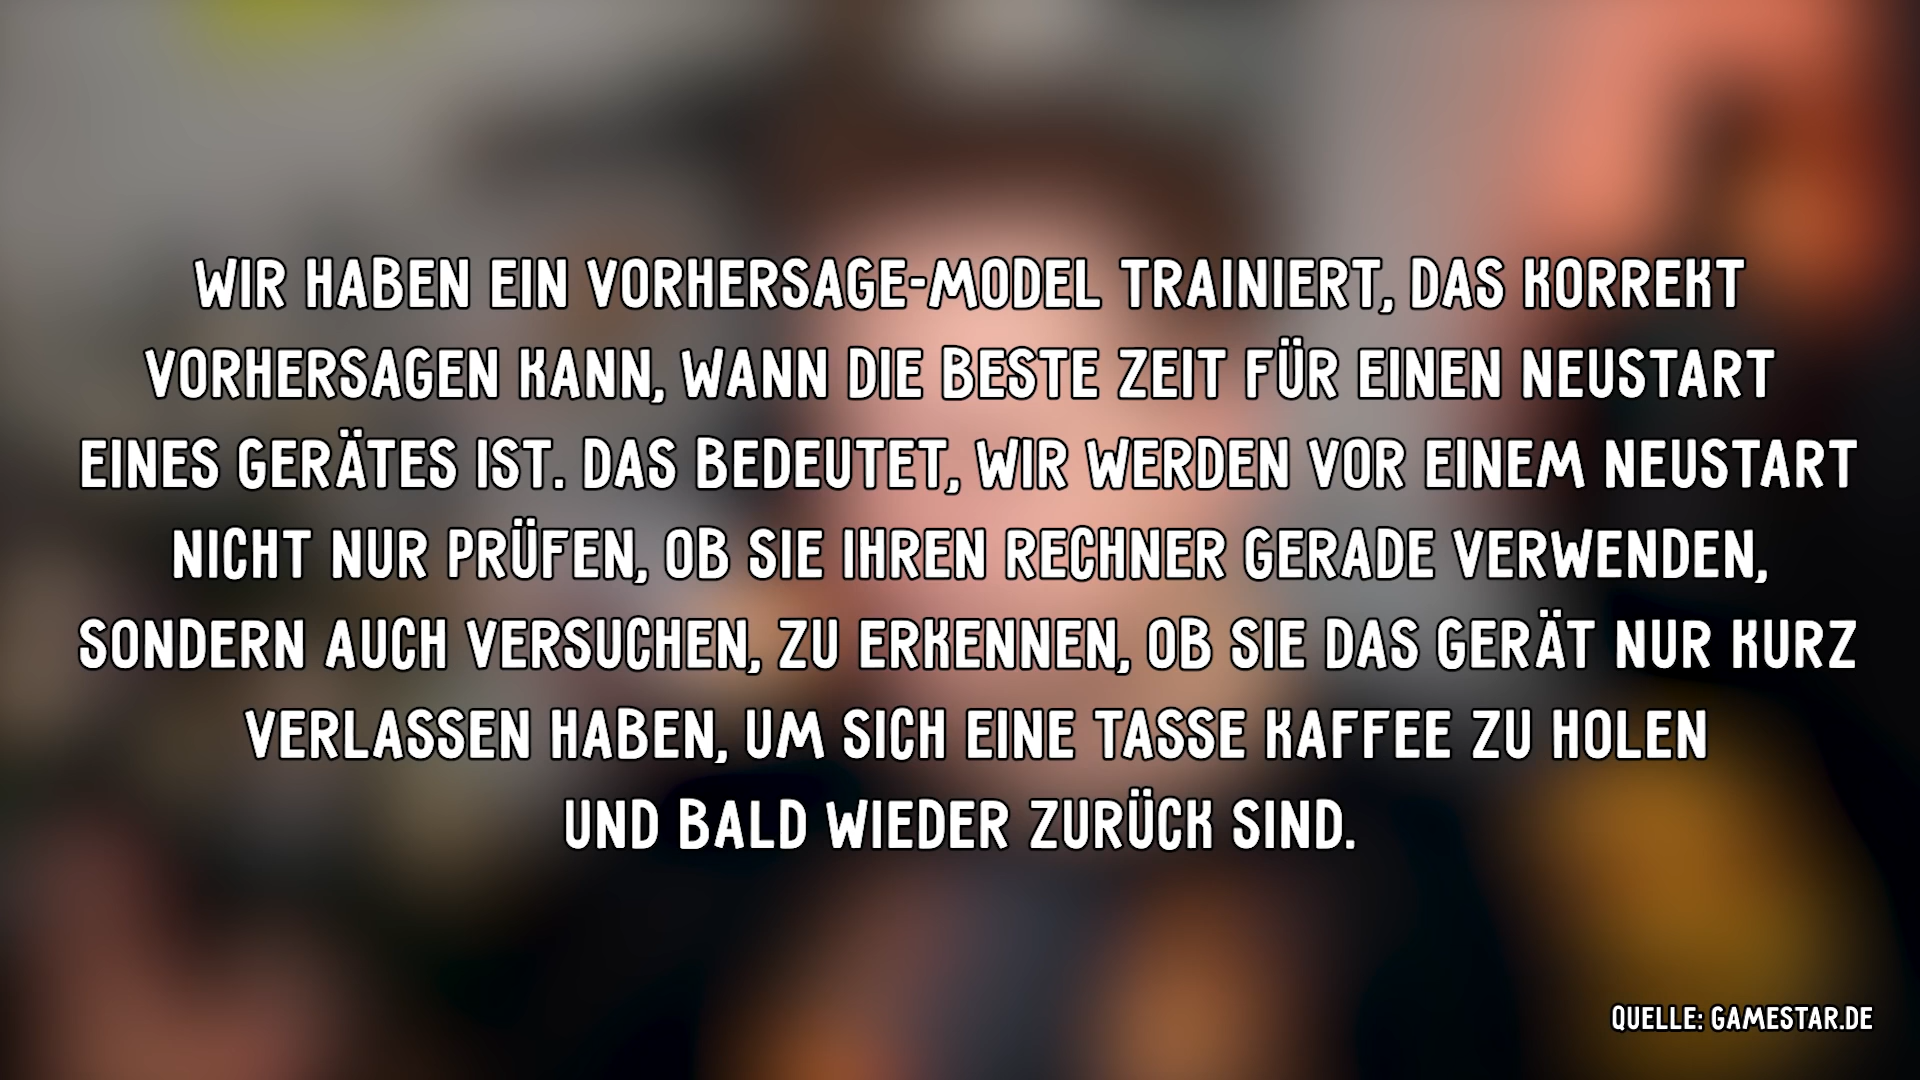 WIR HABEN EIN VORHERSAGE-MODEL TRAINIERT, DAS KORREKT
VORHERSAGEN KANN, WANN DIE BESTE ZEIT FÜR EINEN NEUSTART
EINES GERÄTES IST. DAS BEDEUTET, WIR WERDEN VOR EINEM NEUSTART
NICHT NUR PRÜFEN, OB SIE IHREN RECHNER GERADE VERWENDEN,
SONDERN AUCH VERSUCHEN, ZU ERKENNEN, OB SIE DAS GERÄT NUR KURZ
VERLASSEN HABEN, UM SICH EINE TASSE KAFFEE ZU HOLEN
UND BALD WIEDER ZURÜCK SIND.
QUELLE: GAMESTAR.DE